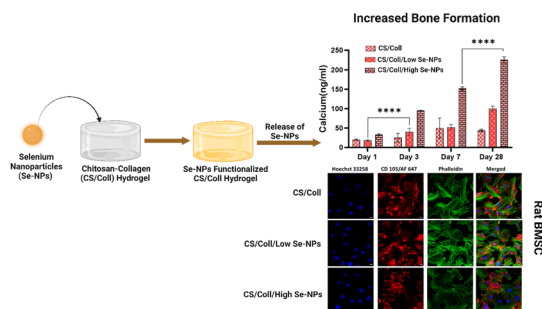 Increased Bone Formation
Calcium(ng/ml)
250
200
150
100
50
0
CS/Coll
CS/Coll/Low Se-NPs
CS/Coll/High Se-NPs
****
****
Day 1
Day 3
Day 7
Day 28
Selenium
Nanoparticles
(Se-NPs)
Chitosan-Collagen
(CS/Coll) Hydrogel
Se-NPs Functionalized
CS/Coll Hydrogel
Release of
Se-NPs
Hoechst 33258
CD 105/AF 647
Phalloidin
Merged
CS/Coll
CS/Coll/Low Se-NPs
CS/Coll/High Se-NPs
Rat BMSC